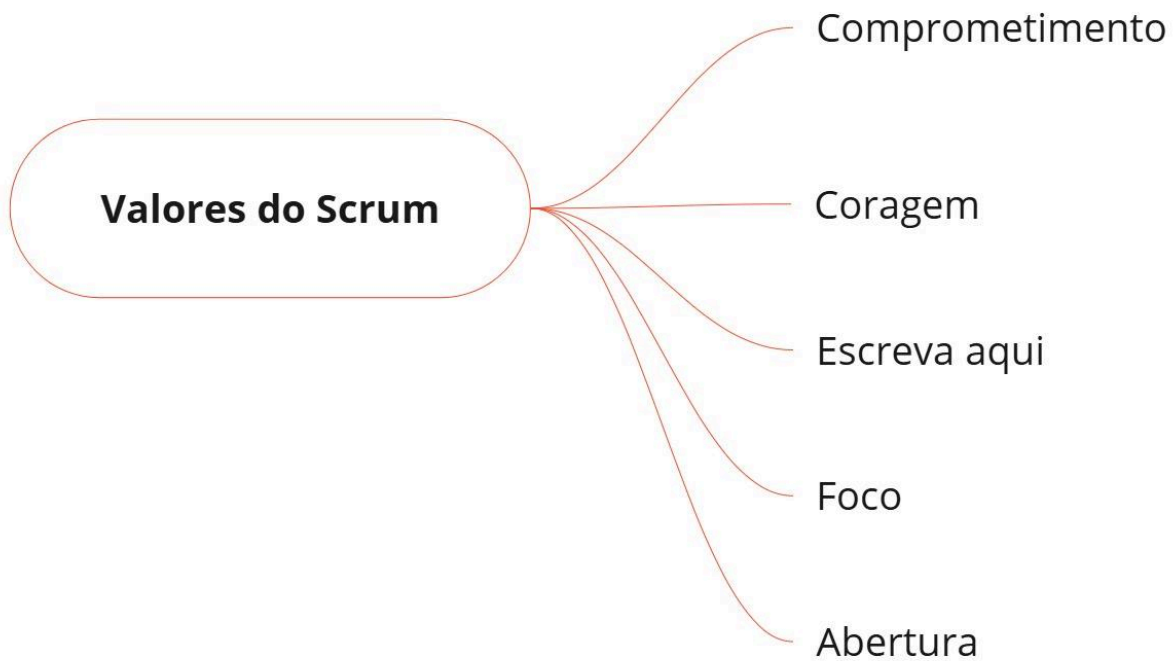 Valores do Scrum
Comprometimento
Coragem
Escreva aqui
Foco
Abertura